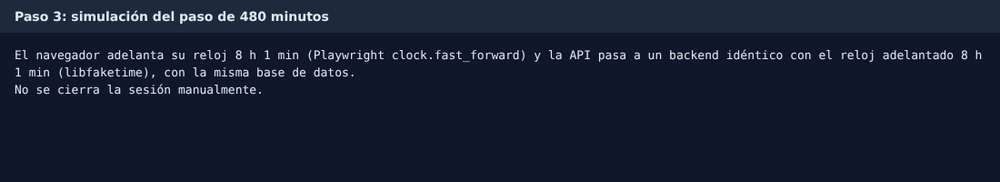 Paso 3: simulación del paso de 480 minutos
El navegador adelanta su reloj 8 h 1 min (Playwright clock.fast_forward) y la API pasa a un backend idéntico con el reloj adelantado 8 h
1 min (libfaketime), con la misma base de datos.
No se cierra la sesión manualmente.